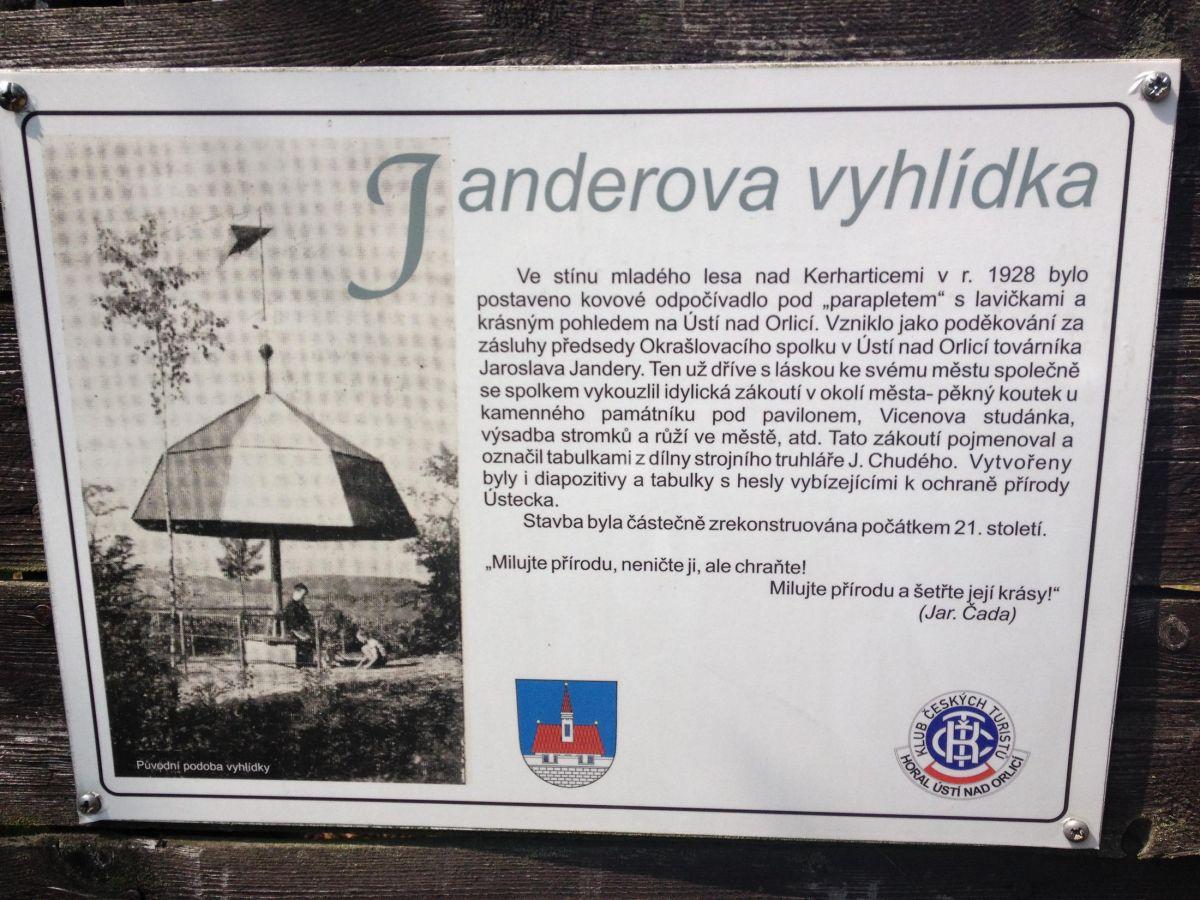 Janderova vyhlídka
Ve stínu mladého lesa nad Kerharticemi v r. 1928 bylo
postaveno kovové odpočívadlo pod „parapletem“ s lavičkami a
krásným pohledem na Ústí nad Orlicí. Vzniklo jako poděkování za
zásluhy předsedy Okrašlovacího spolku v Ústí nad Orlicí továrníka
Jaroslava Jandery. Ten už dříve s láskou ke svému městu společně
se spolkem vykouzlil idylická zákoutí v okolí města- pěkný koutek u
kamenného památníku pod pavilonem, Vicenova studánka,
výsadba stromků a růží ve městě, atd. Tato zákoutí pojmenoval a
označil tabulkami z dílny strojního truhláře J. Chudého. Vytvořeny
byly i diapozitivy a tabulky s hesly vybízejícími k ochraně přírody
Ústecka.
Stavba byla částečně zrekonstruována počátkem 21. století.
„Milujte přírodu, neničte ji, ale chraňte!
Milujte přírodu a šetřte její krásy!“
(Jar. Čada)
Původní podoba vyhlídky
KLUB ČESKÝCH TURISTŮ
KČT
HORAL ÚSTÍ NAD ORLICÍ